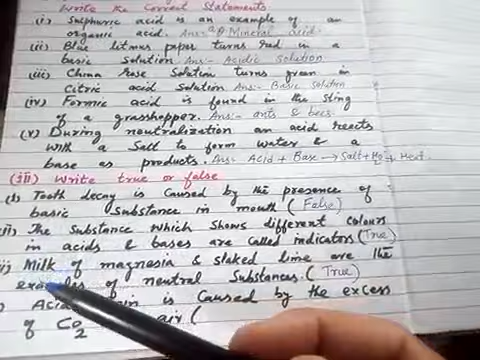 Write the Correct Statements
(i) Sulphuric acid is an example of an
organic acid. Ans:- Mineral acid.
(ii) Blue litmus paper turns red in a
basic solution Ans:- Acidic solution
(iii) China rose Solution turns green in
Citric acid Solution Ans:- Basic Solution
(iv) Formic acid is found in the Sting
of a grasshopper. Ans:- ants & bees.
(v) During neutralization an acid reacts
with a Salt to form water & a
base as products. Ans: Acid + Base → Salt + H2O + Heat.
(iii) Write true or false
(i) Tooth decay is Caused by the presence of
basic Substance in mouth (False)
(ii) The Substance which shows different Colours
in acids & bases are called indicators (True)
Milk of magnesia & slaked lime are the
of neutral Substances. (True)
is Caused by the excess
of CO2 air (